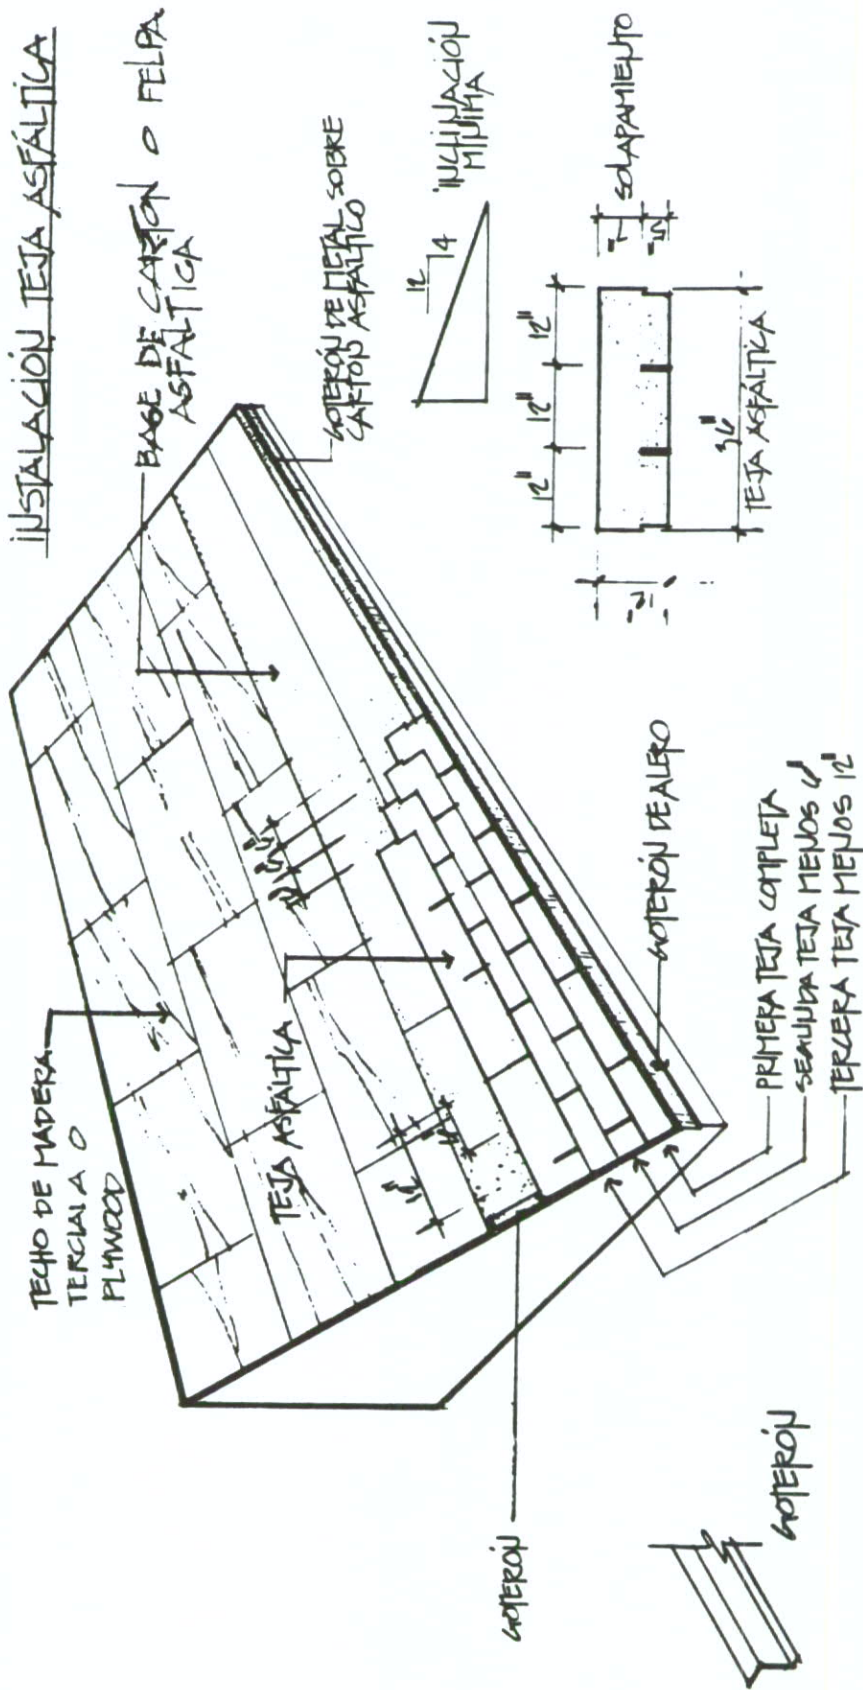 INSTALACIÓN TEJA ASFÁLTICA
TECHO DE MADERA
TERCIADA O
PLYWOOD
BASE DE CARTÓN O FELPA
ASFÁLTICA
TEJA ASFÁLTICA
GOTERÓN DE METAL SOBRE
CARTÓN ASFÁLTICO
12
4
INCLINACIÓN
MÍNIMA
12" 12" 12"
7"
5"
SOLAPAMIENTO
36"
TEJA ASFÁLTICA
GOTERÓN
GOTERÓN DE ALERO
PRIMERA TEJA COMPLETA
SEGUNDA TEJA MENOS 6"
TERCERA TEJA MENOS 12"
GOTERÓN